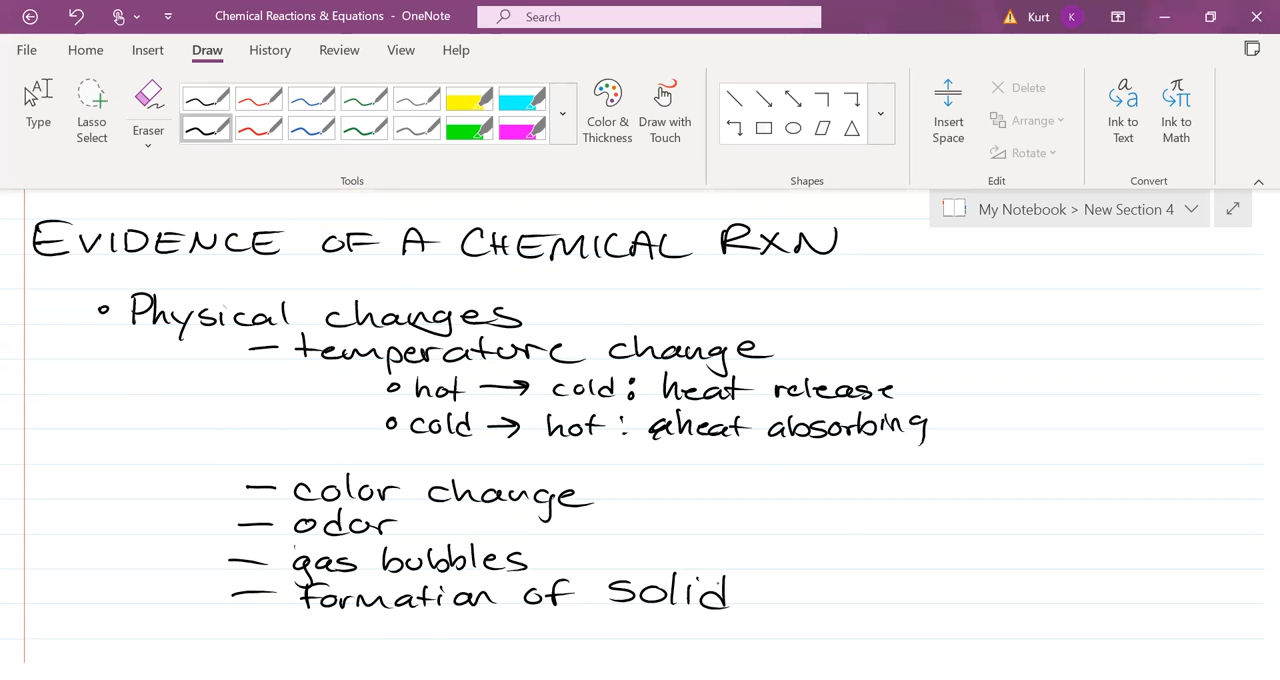 Chemical Reactions & Equations - OneNote
Search
Kurt K
File Home Insert Draw History Review View Help
Type
Lasso Select
Eraser
Color & Thickness
Draw with Touch
Insert Space
Delete
Arrange
Rotate
a
a
Ink to Text
π
π
Ink to Math
Tools Shapes Edit Convert
My Notebook > New Section 4
EVIDENCE OF A CHEMICAL RXN
• Physical changes
– temperature change
• hot → cold: heat release
• cold → hot: heat absorbing
– color change
– odor
– gas bubbles
– formation of solid